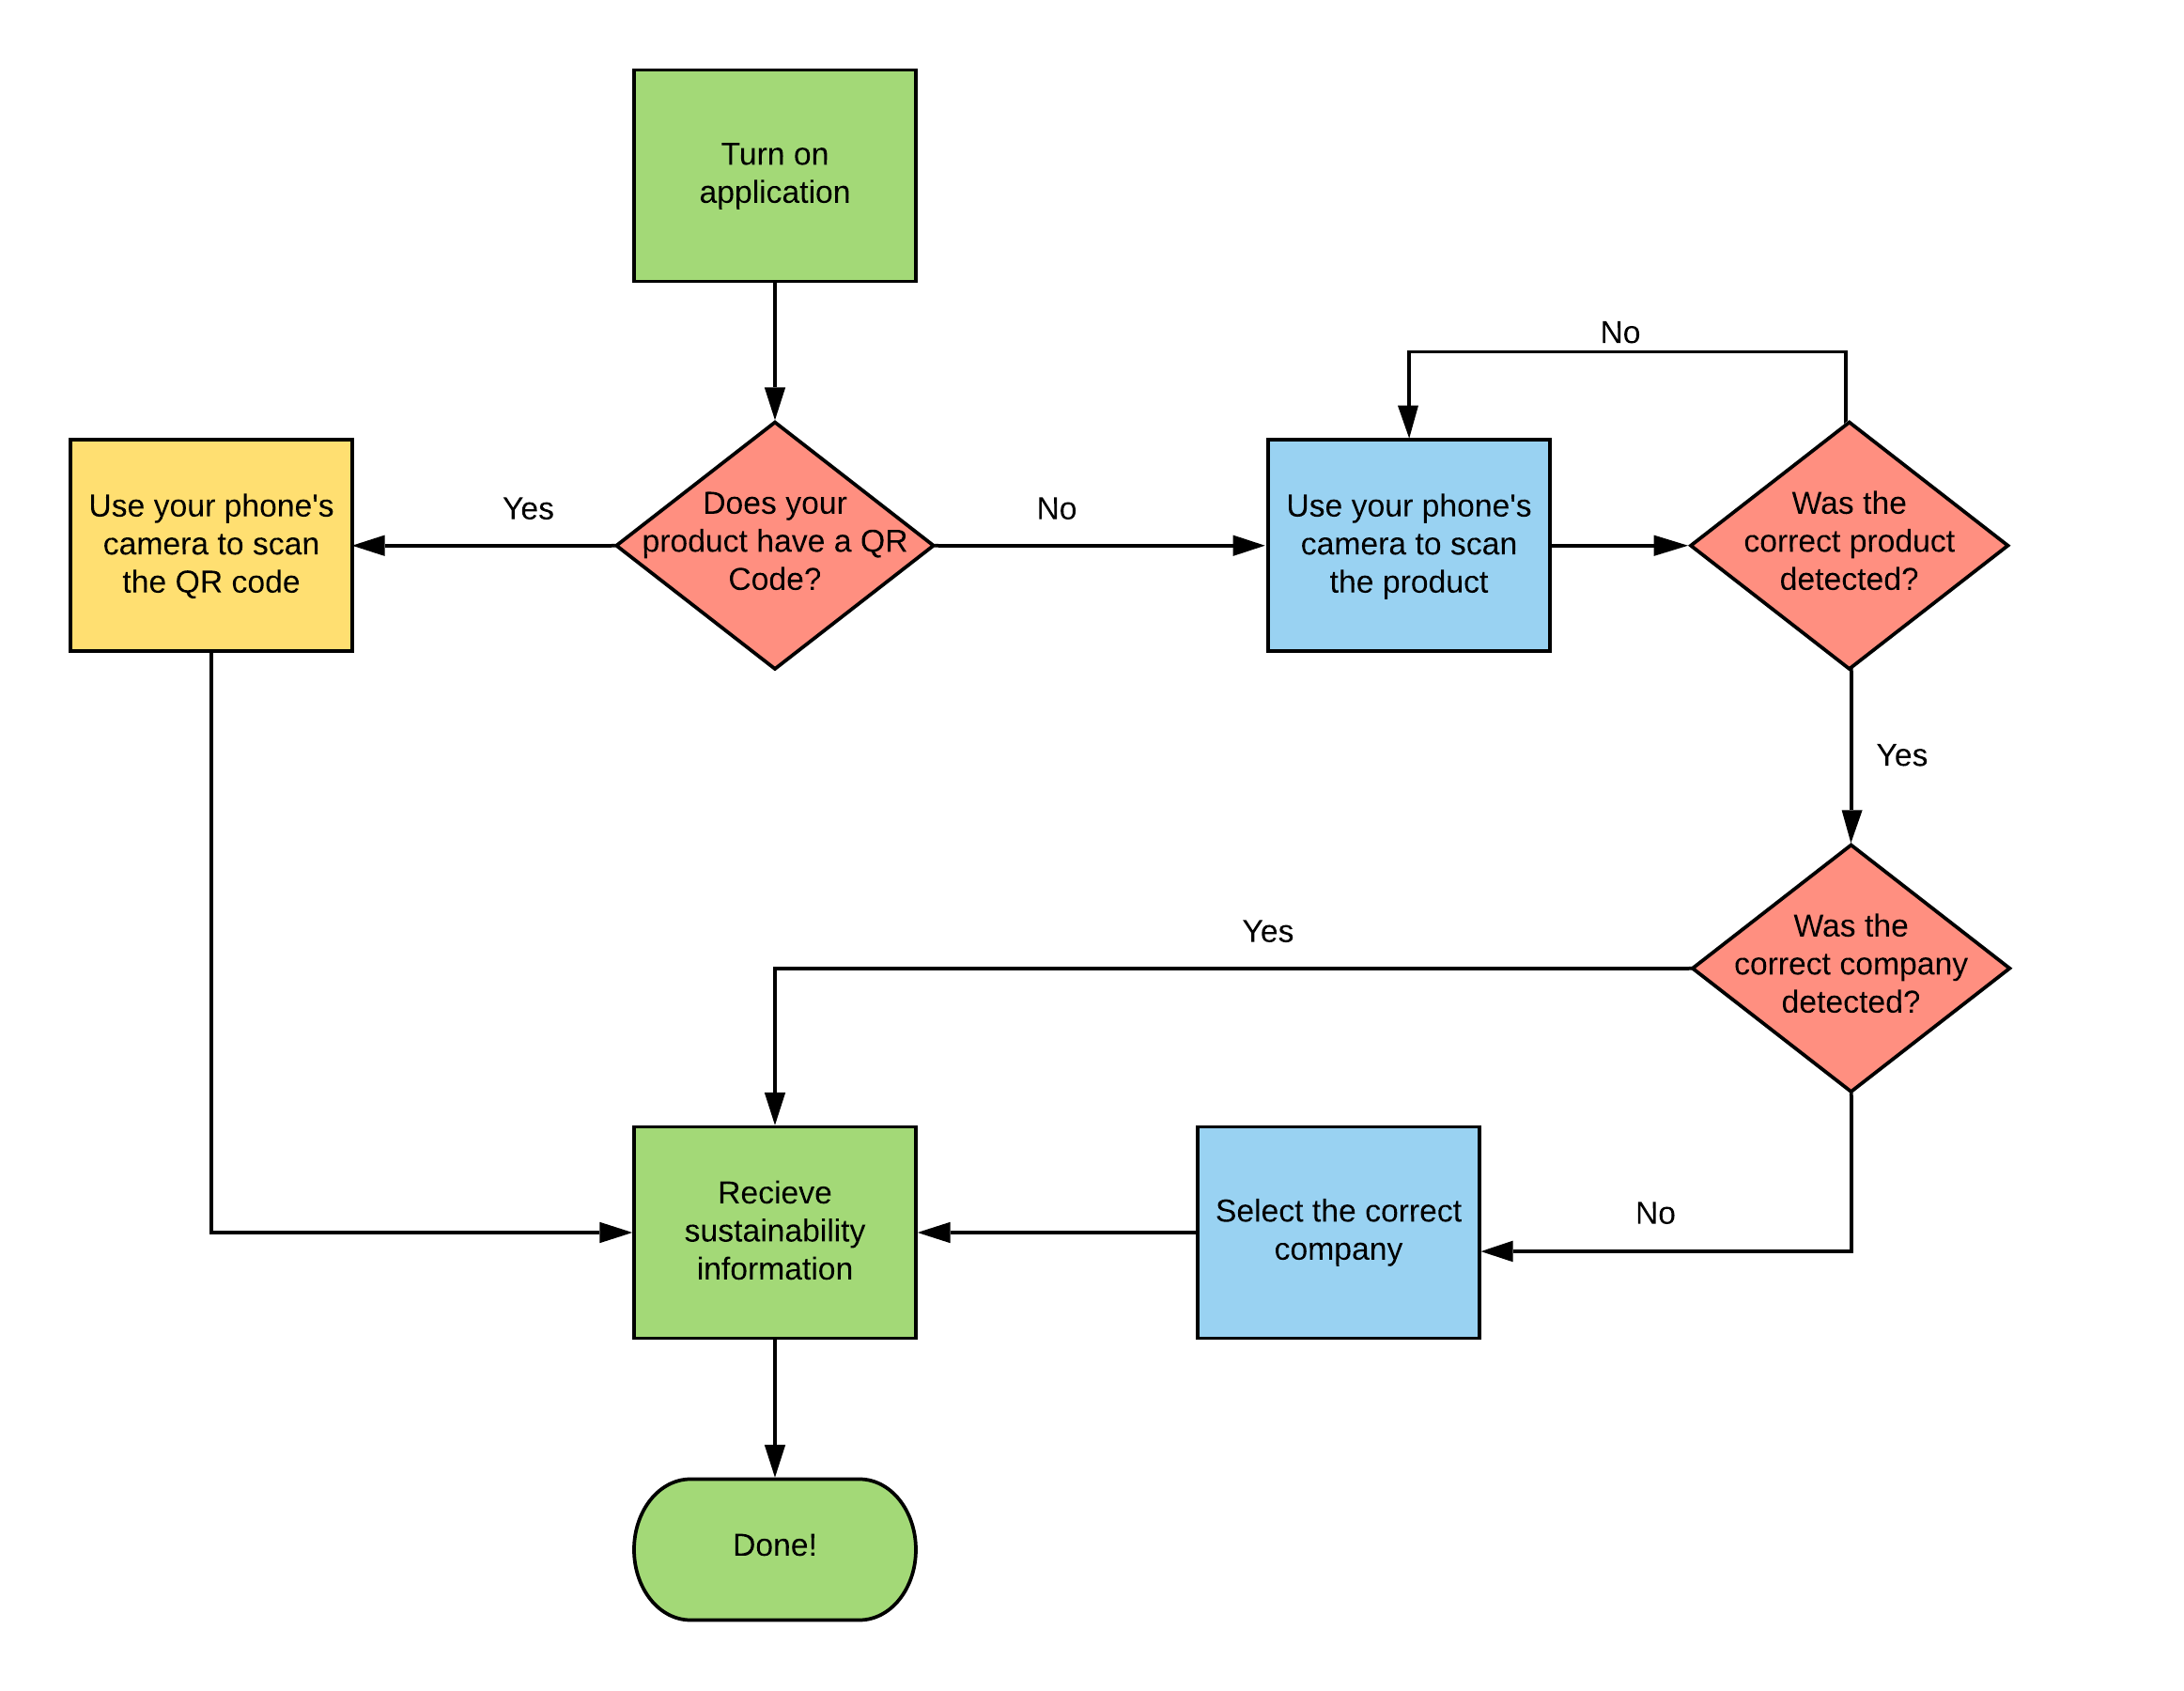 Turn on
application
No
Use your phone's
camera to scan
the QR code
Yes
Does your
product have a QR
Code?
No
Use your phone's
camera to scan
the product
Was the
correct product
detected?
Yes
Was the
correct company
detected?
Yes
Recieve
sustainability
information
Select the correct
company
No
Done!